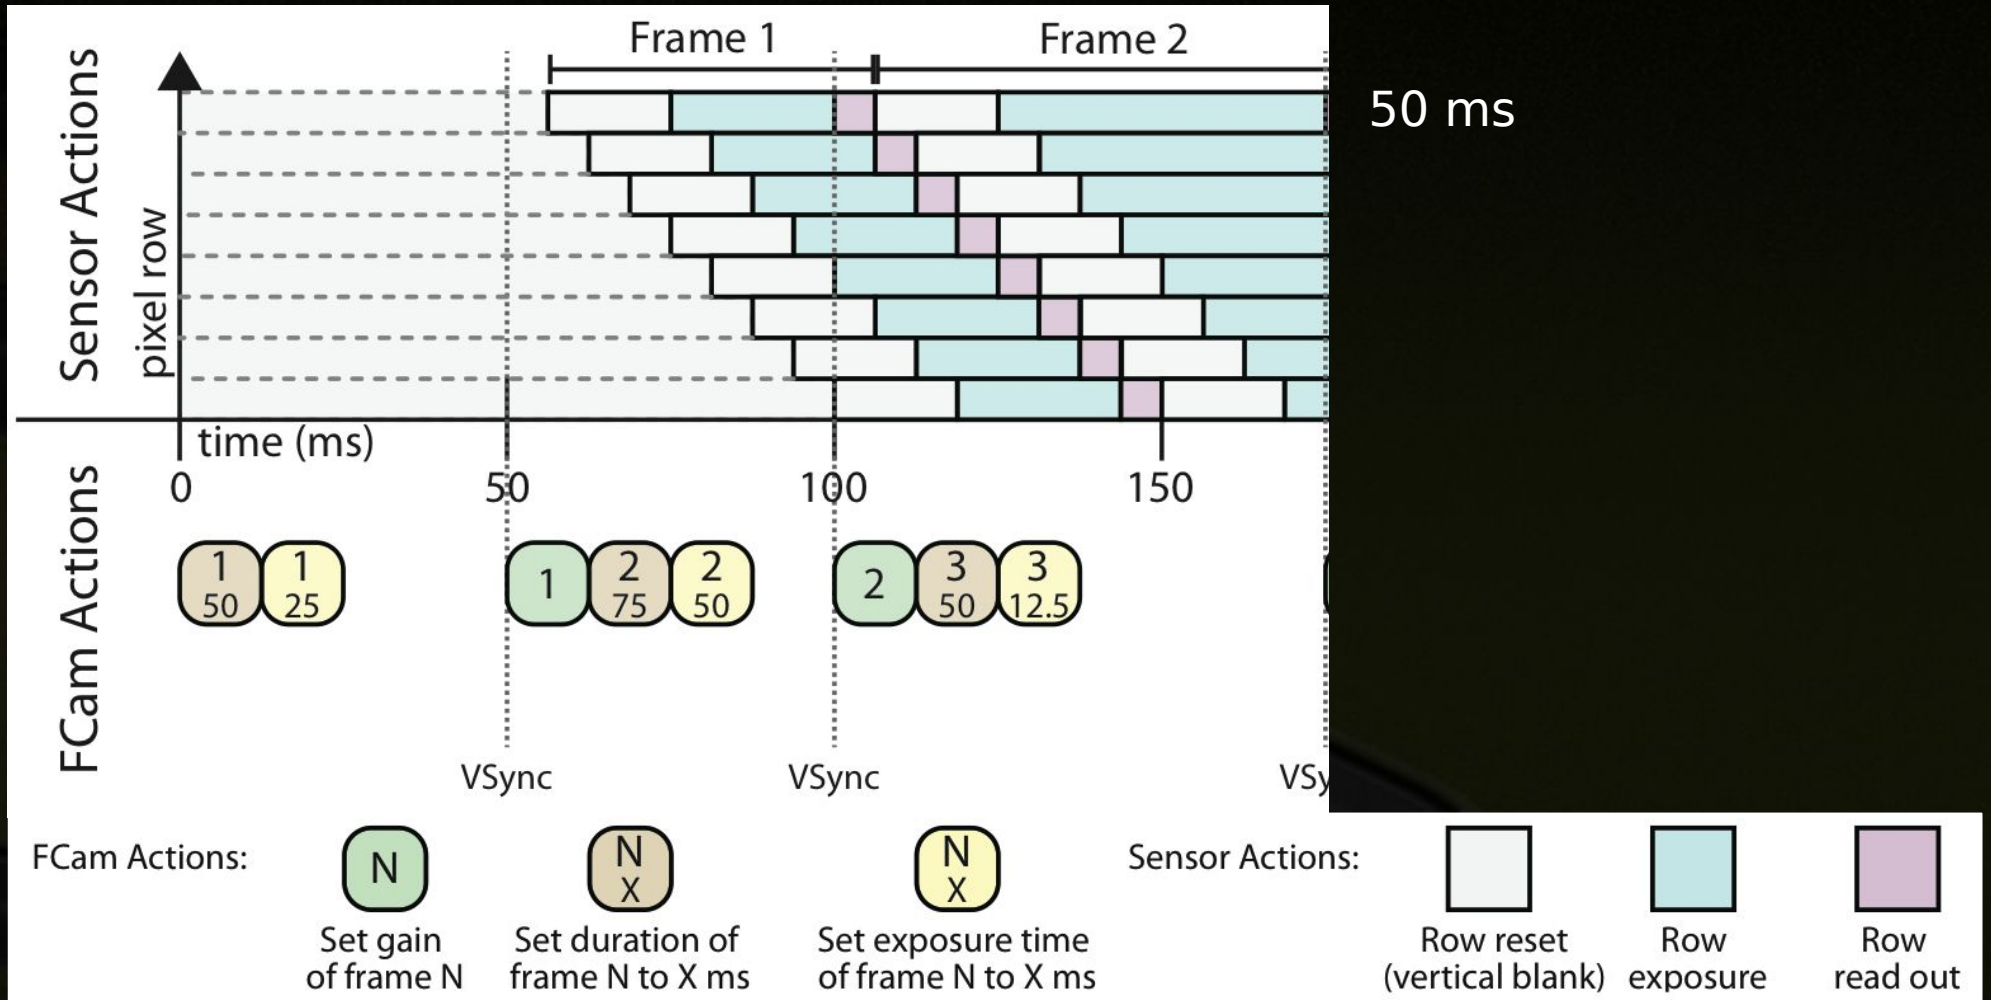 Frame 1
Frame 2
50 ms
Sensor Actions
pixel row
time (ms)
0
50
100
150
FCam Actions
1
50
1
25
1
2
75
2
50
2
3
50
3
12.5
VSync
VSync
VSy
FCam Actions:
N
N
X
N
X
Sensor Actions:
Set gain
of frame N
Set duration of
frame N to X ms
Set exposure time
of frame N to X ms
Row reset
(vertical blank)
Row
exposure
Row
read out